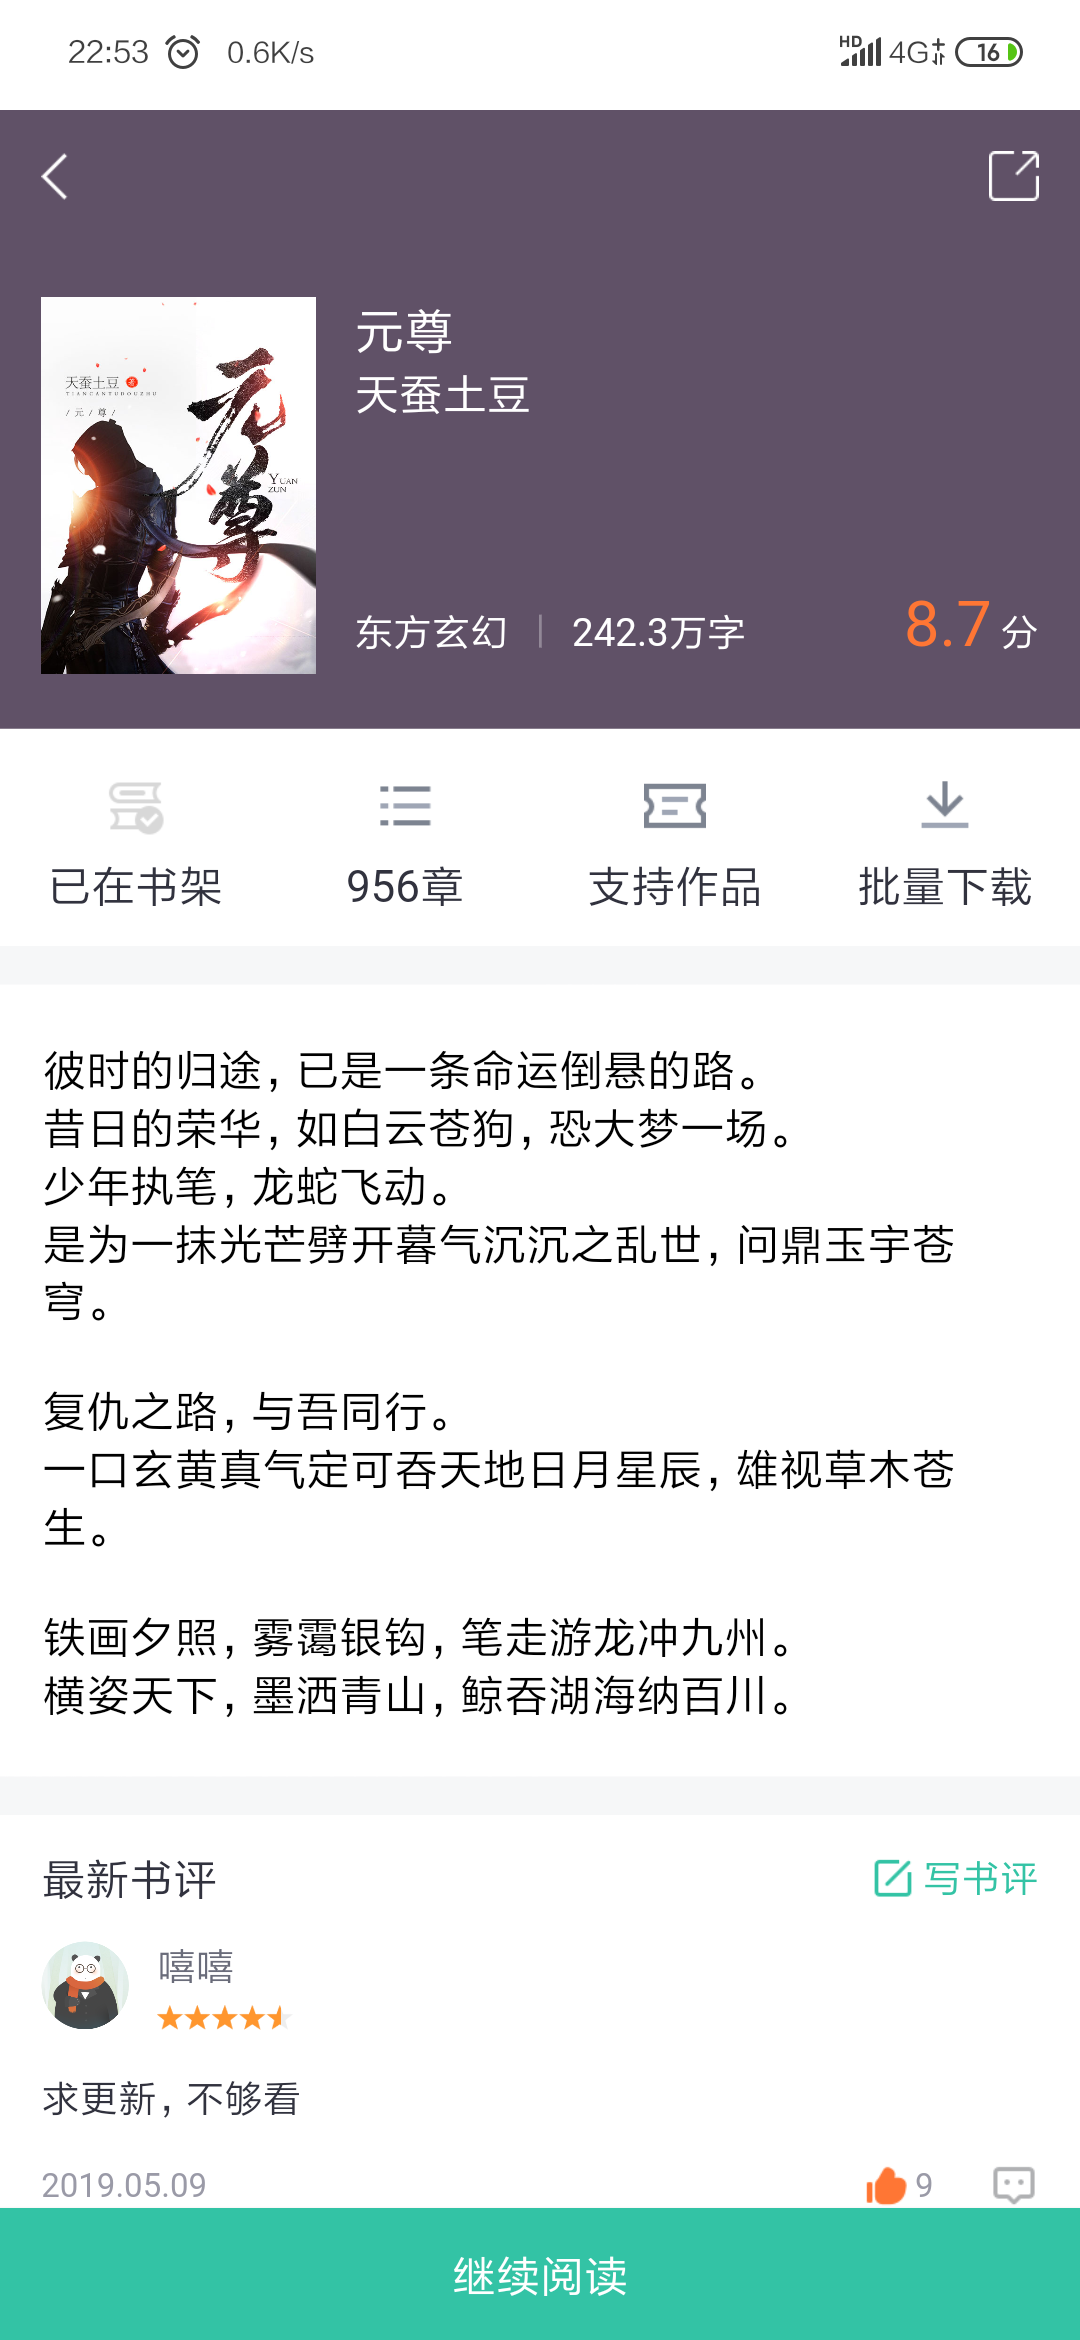 22:53 0.6K/s HD 4G 16
天蚕土豆
TIANCANTUDOUZHU
/ 元 / 尊 /
元尊
YUAN
ZUN
元尊
天蚕土豆
东方玄幻 | 242.3万字 8.7分
已在书架 956章 支持作品 批量下载
彼时的归途，已是一条命运倒悬的路。
昔日的荣华，如白云苍狗，恐大梦一场。
少年执笔，龙蛇飞动。
是为一抹光芒劈开暮气沉沉之乱世，问鼎玉宇苍
穹。
复仇之路，与吾同行。
一口玄黄真气定可吞天地日月星辰，雄视草木苍
生。
铁画夕照，雾霭银钩，笔走游龙冲九州。
横姿天下，墨洒青山，鲸吞湖海纳百川。
最新书评 写书评
嘻嘻
求更新，不够看
2019.05.09 9
继续阅读